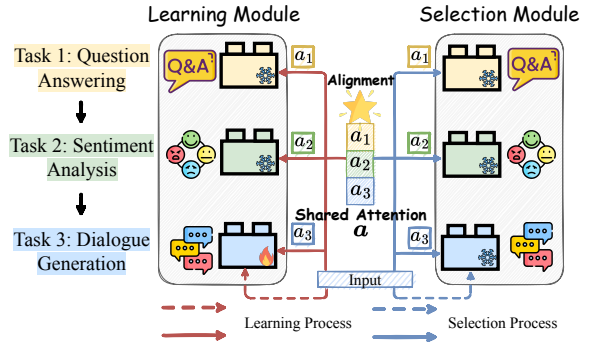 Learning Module
Selection Module
Task 1: Question
Answering
Q&A
a1
Alignment
a1
Q&A
Task 2: Sentiment
Analysis
a2
a1
a2
a3
a2
Shared Attention
a
Task 3: Dialogue
Generation
a3
a3
Input
Learning Process
Selection Process